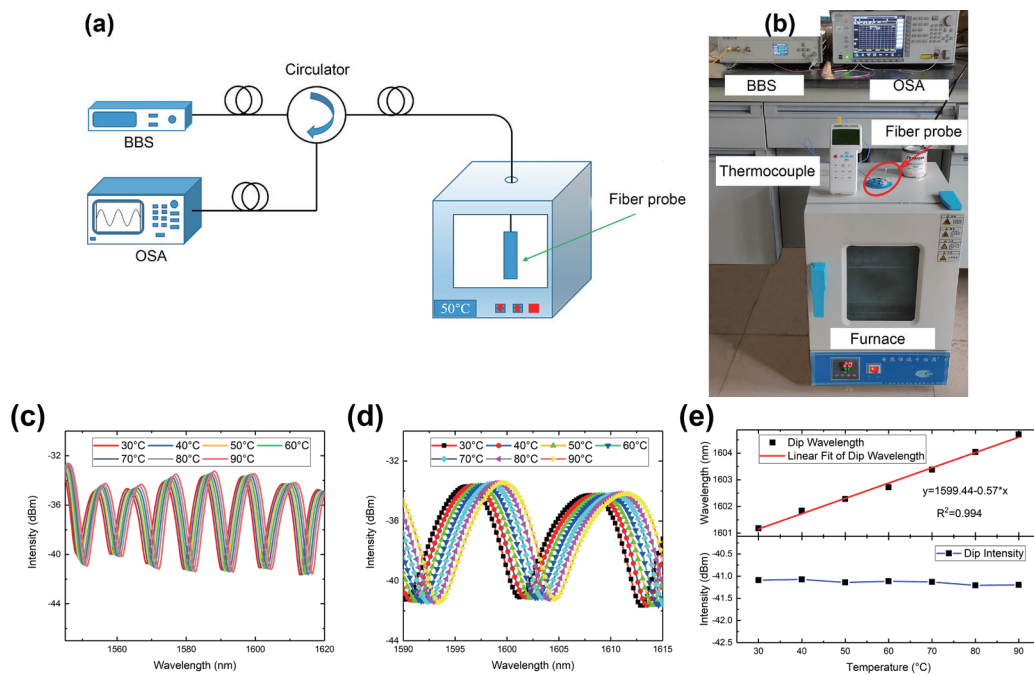 (a)
Circulator
BBS
OSA
Fiber probe
50°C
(b)
BBS
OSA
Fiber probe
Thermocouple
Furnace
20
(c)
30°C 40°C 50°C 60°C
70°C 80°C 90°C
Intensity (dBm)
-32
-36
-40
-44
1560 1580 1600 1620
Wavelength (nm)
(d)
30°C 40°C 50°C 60°C
70°C 80°C 90°C
Intensity (dBm)
-32
-36
-40
-44
1590 1595 1600 1605 1610 1615
Wavelength (nm)
(e)
Dip Wavelength
Linear Fit of Dip Wavelength
y=1599.44-0.57*x
R²=0.994
Wavelength (nm)
1604
1603
1602
1601
Dip Intensity
Intensity (dBm)
-40.5
-41.0
-41.5
-42.0
-42.5
30 40 50 60 70 80 90
Temperature (°C)